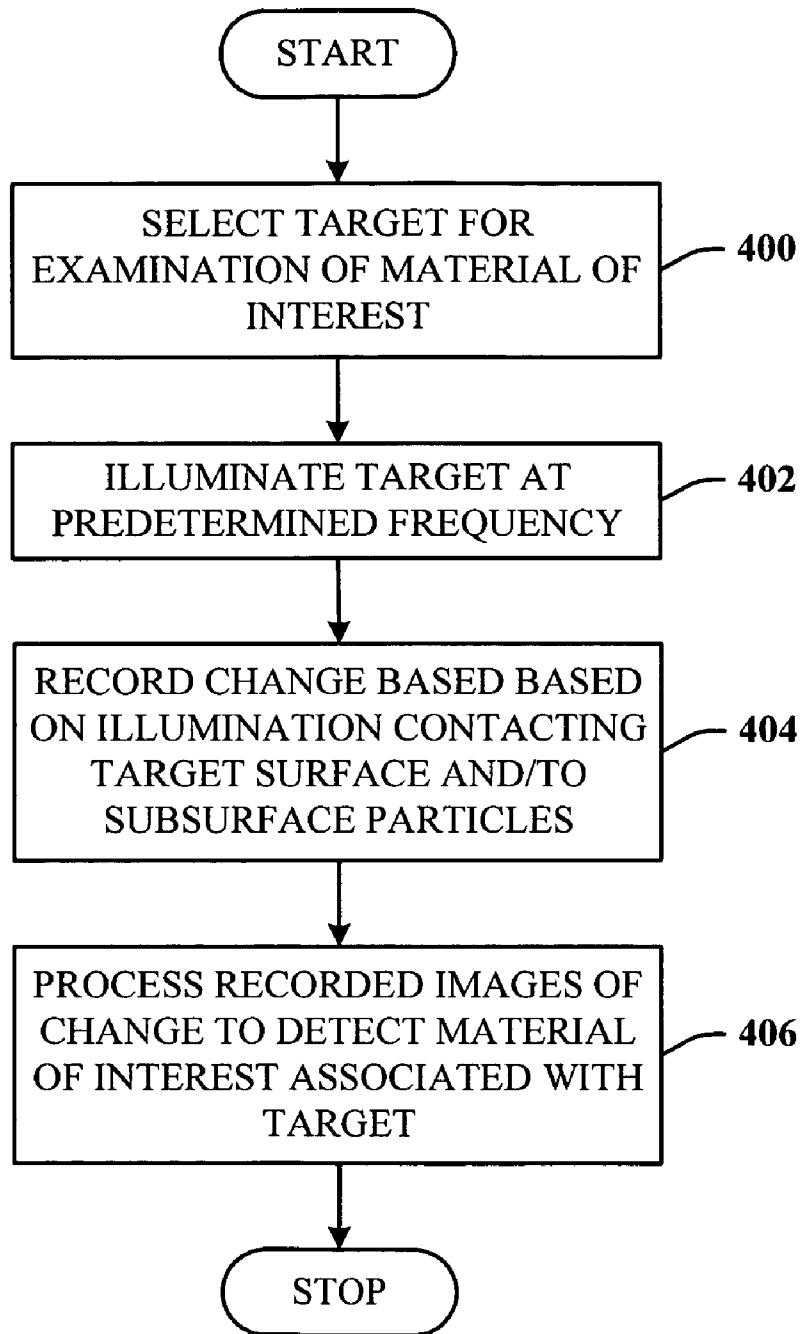 START
SELECT TARGET FOR
EXAMINATION OF MATERIAL OF
INTEREST
400
ILLUMINATE TARGET AT
PREDETERMINED FREQUENCY
402
RECORD CHANGE BASED BASED
ON ILLUMINATION CONTACTING
TARGET SURFACE AND/TO
SUBSURFACE PARTICLES
404
PROCESS RECORDED IMAGES OF
CHANGE TO DETECT MATERIAL
OF INTEREST ASSOCIATED WITH
TARGET
406
STOP